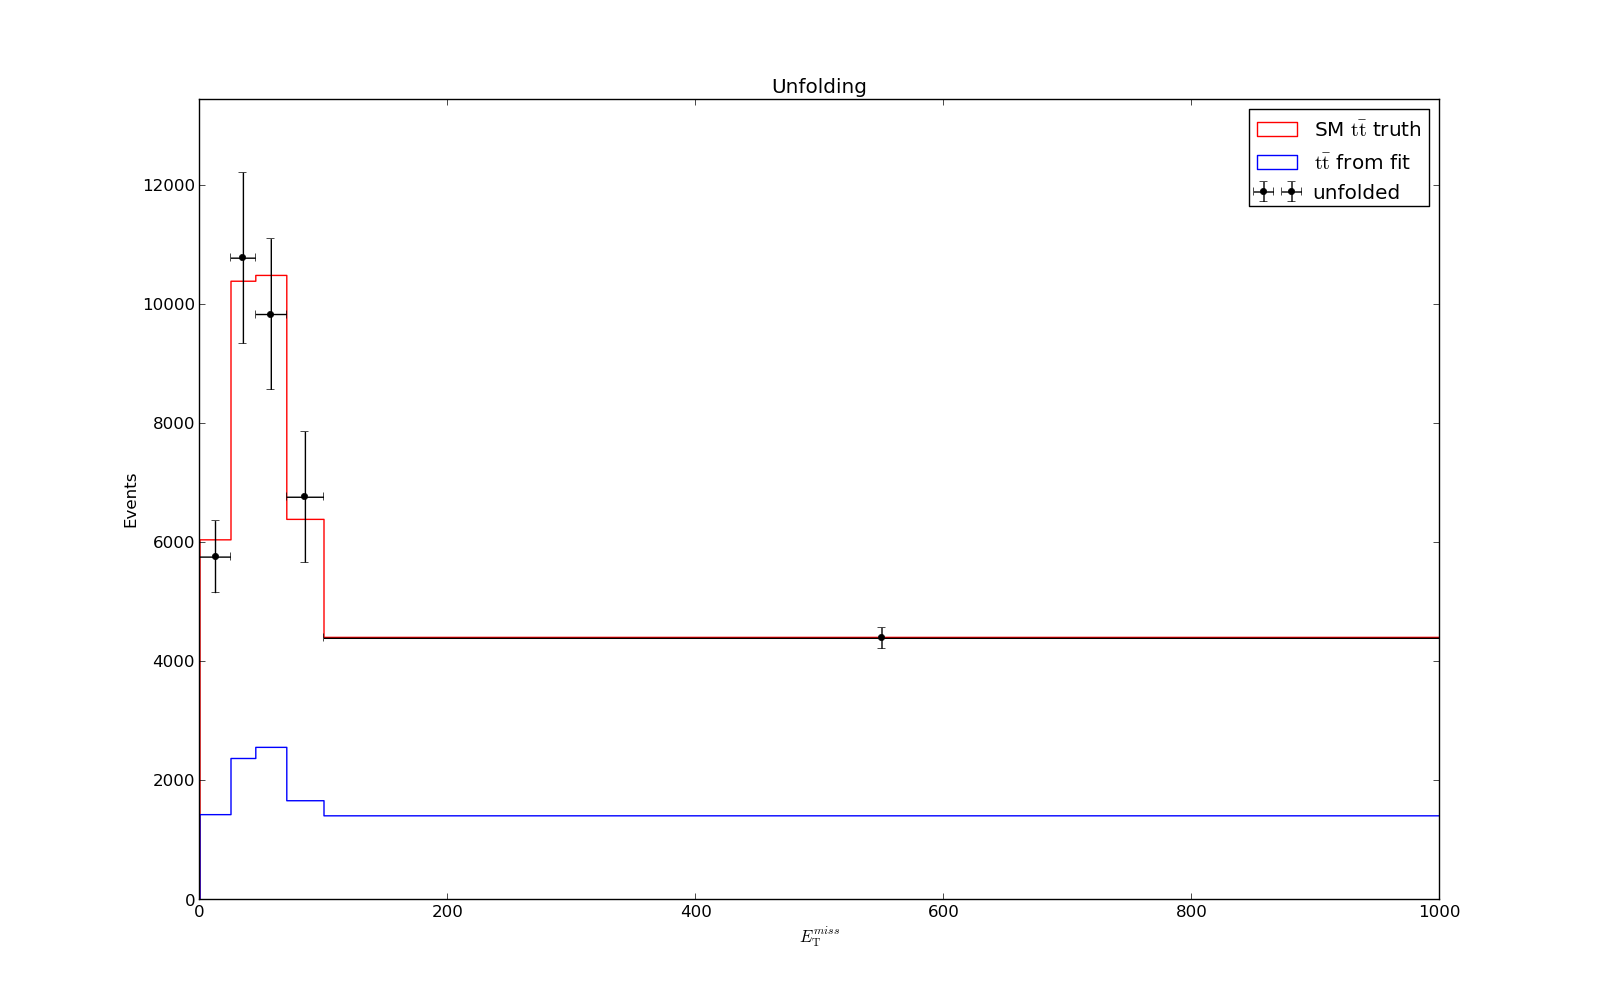 Unfolding
SM tt̄ truth
tt̄ from fit
unfolded
12000
10000
8000
6000
4000
2000
0
Events
0 200 400 600 800 1000
E_T^miss